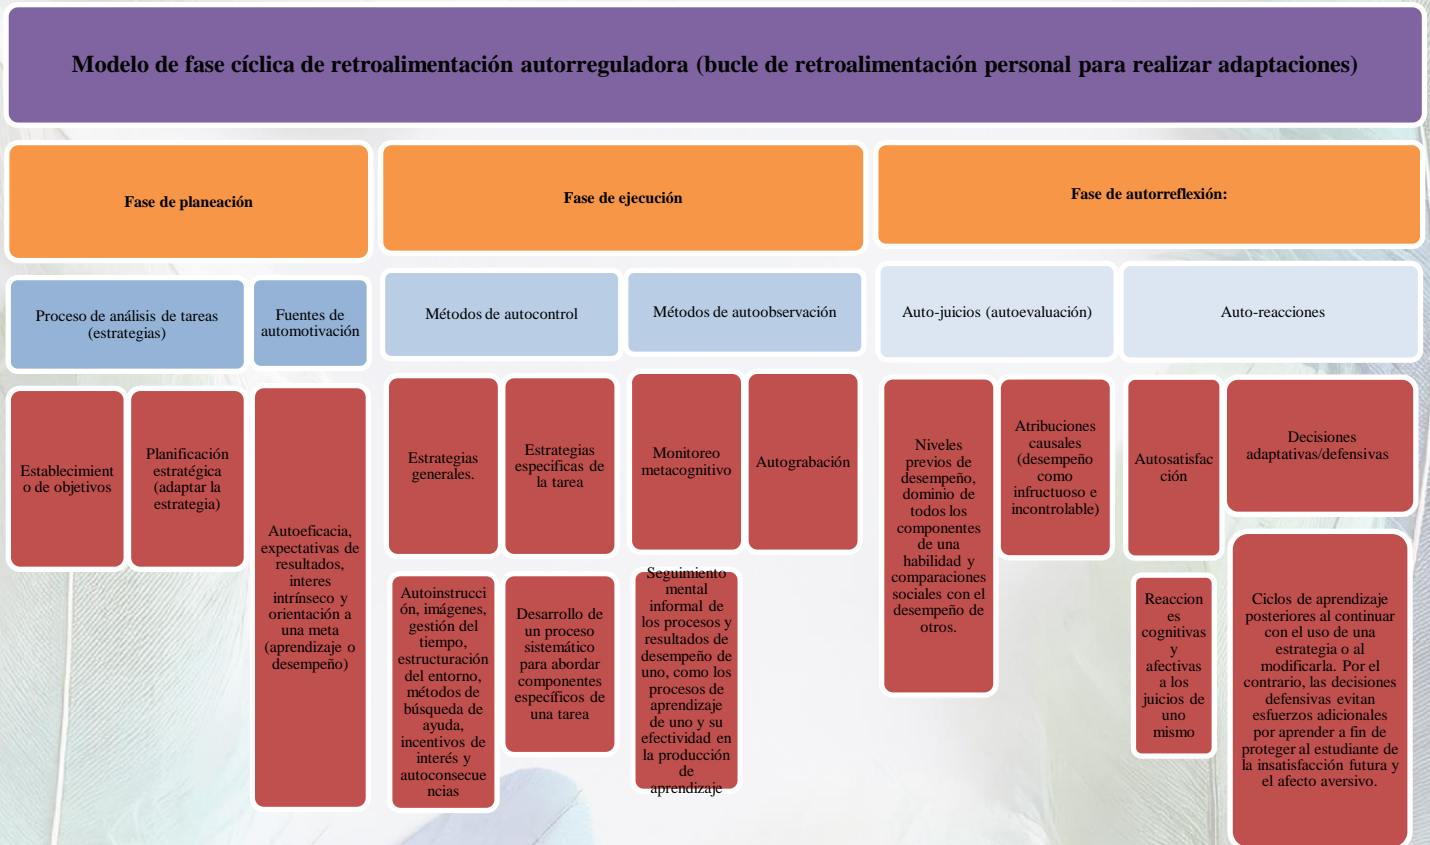 Modelo de fase cíclica de retroalimentación autorreguladora (bucle de retroalimentación personal para realizar adaptaciones)
Fase de planeación
Fase de ejecución
Fase de autorreflexión:
Proceso de análisis de tareas
(estrategias)
Fuentes de
automotivación
Métodos de autocontrol
Métodos de autoobservación
Auto-juicios (autoevaluación)
Auto-reacciones
Establecimient
o de objetivos
Planificación
estratégica
(adaptar la
estrategia)
Autoeficacia,
expectativas de
resultados,
interes
intrínseco y
orientación a
una meta
(aprendizaje o
desempeño)
Estrategias
generales.
Autoinstrucci
ón, imágenes,
gestión del
tiempo,
estructuración
del entorno,
métodos de
búsqueda de
ayuda,
incentivos de
interés y
autoconsecue
ncias
Estrategias
especificas de
la tarea
Desarrollo de
un proceso
sistemático
para abordar
componentes
específicos de
una tarea
Monitoreo
metacognitivo
Seguimiento
mental
informal de
los procesos y
resultados de
desempeño de
uno, como los
procesos de
aprendizaje
de uno y su
efectividad en
la producción
de
aprendizaje
Autograbación
Niveles
previos de
desempeño,
dominio de
todos los
componentes
de una
habilidad y
comparaciones
sociales con el
desempeño de
otros.
Atribuciones
causales
(desempeño
como
infructuoso e
incontrolable)
Autosatisfac
ción
Reaccion
es
cognitivas
y
afectivas
a los
juicios de
uno
mismo
Decisiones
adaptativas/defensivas
Ciclos de aprendizaje
posteriores al continuar
con el uso de una
estrategia o al
modificarla. Por el
contrario, las decisiones
defensivas evitan
esfuerzos adicionales
por aprender a fin de
proteger al estudiante de
la insatisfacción futura y
el afecto aversivo.